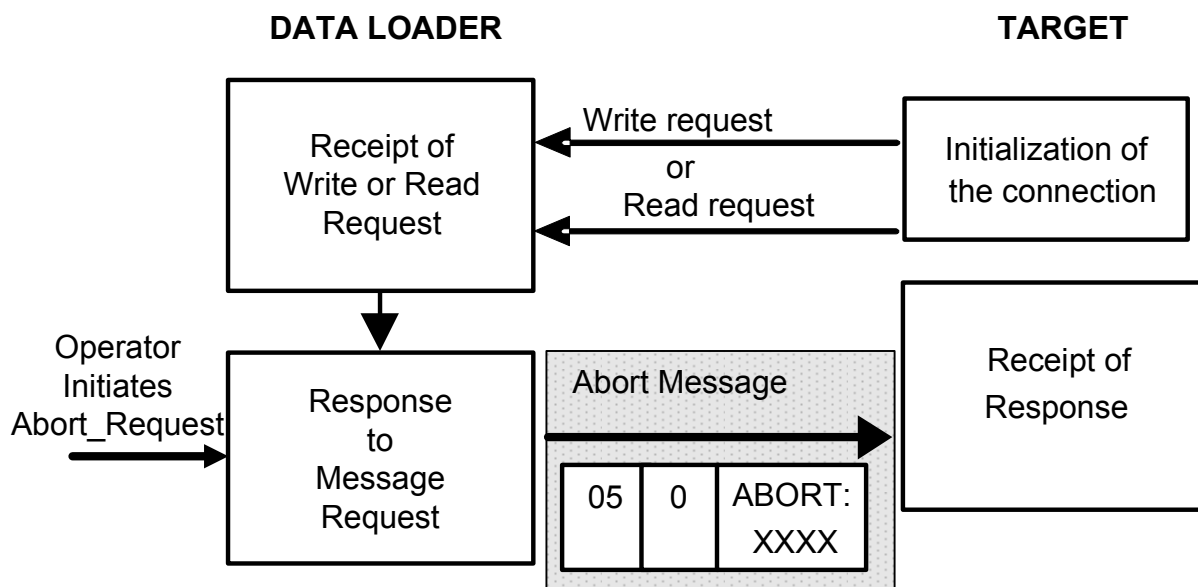 DATA LOADER
TARGET
Receipt of
Write or Read
Request
Write request
or
Read request
Initialization of
the connection
Operator
Initiates
Abort_Request
Response
to
Message
Request
Abort Message
05
0
ABORT:
XXXX
Receipt of
Response